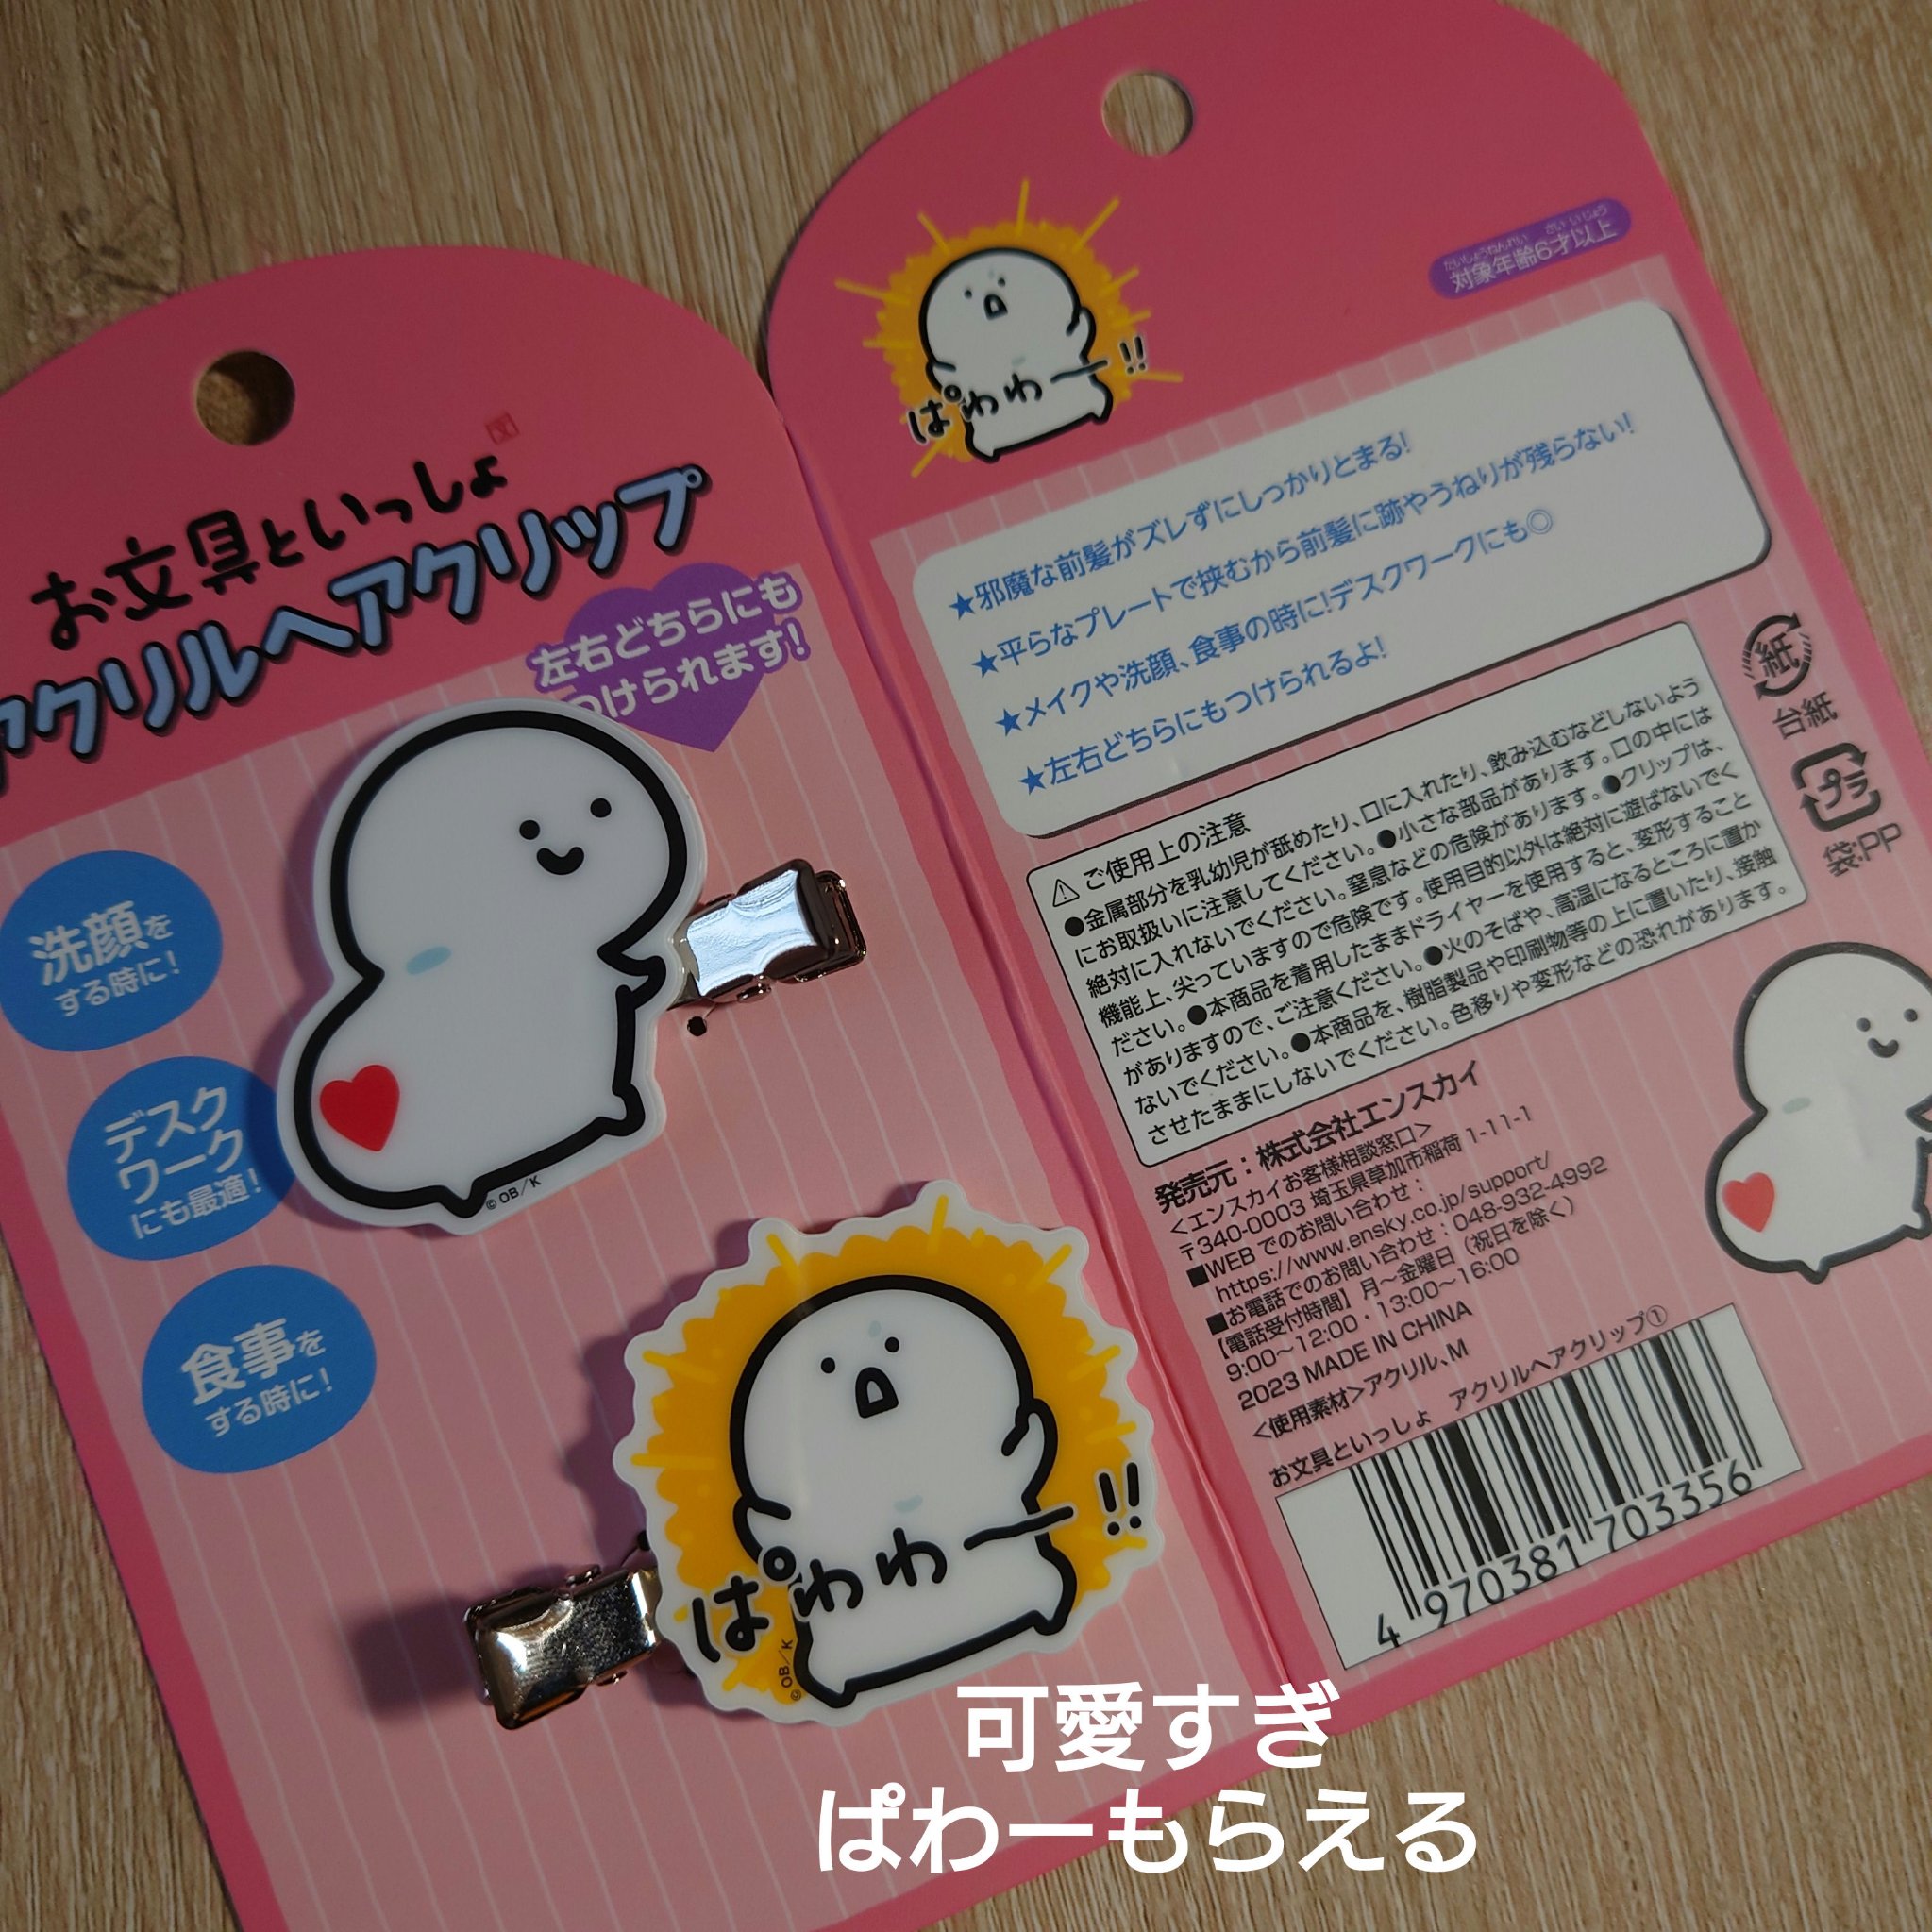 お文具といっしょ
アクリルヘアクリップ
左右どちらにも
つけられます!
洗顔を
する時に!
デスク
ワーク
にも最適!
食事を
する時に!
©OB/K
ぱわわー!!
©OB/K
ぱわわー!!
たいしょうねんれい さい いじょう
対象年齢6才以上
★邪魔な前髪がズレずにしっかりとまる!
★平らなプレートで挟むから前髪に跡やうねりが残らない!
★メイクや洗顔、食事の時に!デスクワークにも◎
★左右どちらにもつけられるよ!
⚠ご使用上の注意
●金属部分を乳幼児が舐めたり、口に入れたり、飲み込むなどしないよう
にお取扱いに注意してください。●小さな部品があります。口の中には
絶対に入れないでください。窒息などの危険があります。●クリップは、
機能上、尖っていますので危険です。使用目的以外は絶対に遊ばないでく
ださい。●本商品を着用したままドライヤーを使用すると、変形すること
がありますので、ご注意ください。●火のそばや、高温になるところに置か
ないでください。●本商品を、樹脂製品や印刷物等の上に置いたり、接触
させたままにしないでください。色移りや変形などの恐れがあります。
紙
台紙
プラ
袋:PP
発売元:株式会社エンスカイ
<エンスカイお客様相談窓口>
〒340-0003 埼玉県草加市稲荷 1-11-1
■WEB でのお問い合わせ:
https://www.ensky.co.jp/support/
■お電話でのお問い合わせ:048-932-4992
【電話受付時間】月〜金曜日(祝日を除く)
9:00〜12:00・13:00〜16:00
2023 MADE IN CHINA
<使用素材>アクリル、M
お文具といっしょ アクリルヘアクリップ①
4 970381 703356
可愛すぎ
ぱわーもらえる